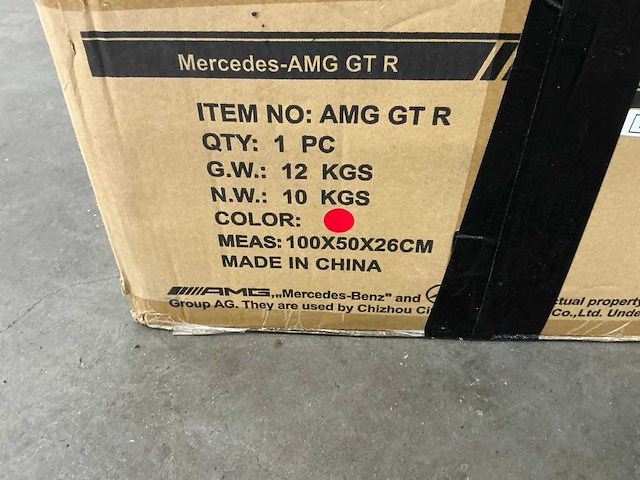 Mercedes-AMG GT R
ITEM NO: AMG GT R
QTY: 1 PC
G.W.: 12 KGS
N.W.: 10 KGS
COLOR:
MEAS: 100X50X26CM
MADE IN CHINA
AMG, „Mercedes-Benz" and ctual property
Group AG. They are used by Chizhou Ci Co.,Ltd. Unde